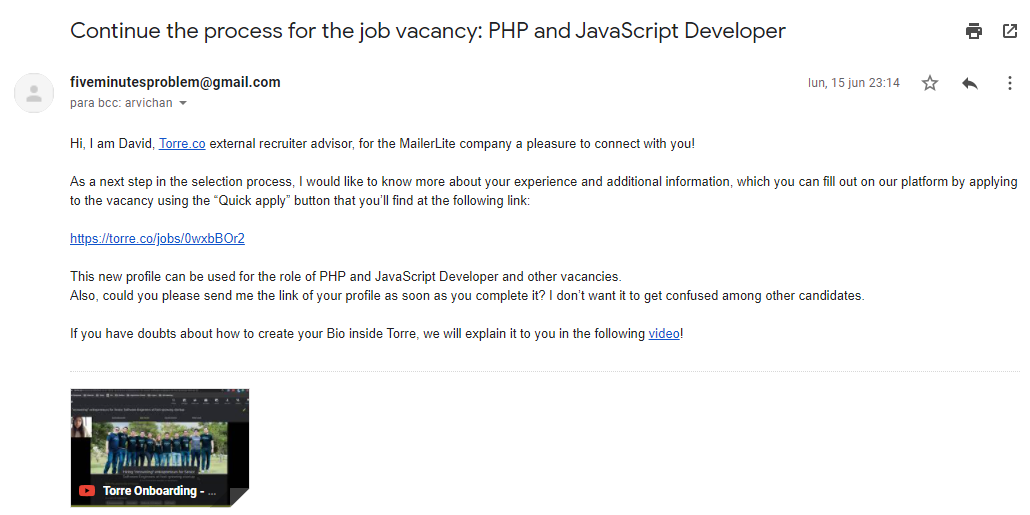 Continue the process for the job vacancy: PHP and JavaScript Developer
fiveminutesproblem@gmail.com
lun, 15 jun 23:14
para bcc: arvichan
Hi, I am David, Torre.co external recruiter advisor, for the MailerLite company a pleasure to connect with you!
As a next step in the selection process, I would like to know more about your experience and additional information, which you can fill out on our platform by applying
to the vacancy using the “Quick apply” button that you’ll find at the following link:
https://torre.co/jobs/0wxbBOr2
This new profile can be used for the role of PHP and JavaScript Developer and other vacancies.
Also, could you please send me the link of your profile as soon as you complete it? I don’t want it to get confused among other candidates.
If you have doubts about how to create your Bio inside Torre, we will explain it to you in the following video!
Torre Onboarding - ...